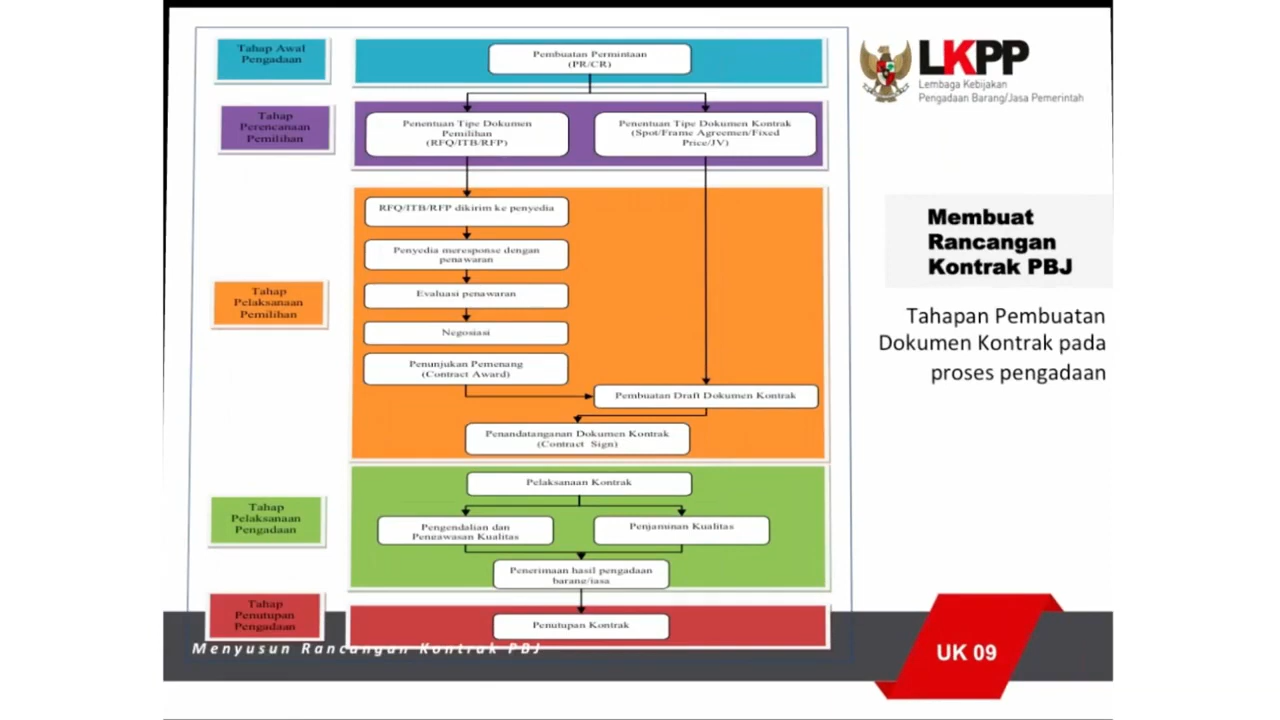 Tahap Awal
Pengadaan
Pembuatan Permintaan
(PR/CR)
Tahap
Perencanaan
Pemilihan
Penentuan Tipe Dokumen
Pemilihan
(RFQ/ITB/RFP)
Penentuan Tipe Dokumen Kontrak
(Spot/Frame Agreemen/Fixed
Price/JV)
Tahap
Pelaksanaan
Pemilihan
RFQ/ITB/RFP dikirim ke penyedia
Penyedia meresponse dengan
penawaran
Evaluasi penawaran
Negosiasi
Penunjukan Pemenang
(Contract Award)
Pembuatan Draft Dokumen Kontrak
Penandatanganan Dokumen Kontrak
(Contract Sign)
Tahap
Pelaksanaan
Pengadaan
Pelaksanaan Kontrak
Pengendalian dan
Pengawasan Kualitas
Penjaminan Kualitas
Penerimaan hasil pengadaan
barang/jasa
Tahap
Penutupan
Pengadaan
Penutupan Kontrak
Menyusun Rancangan Kontrak PBJ
LKPP
Lembaga Kebijakan
Pengadaan Barang/Jasa Pemerintah
Membuat
Rancangan
Kontrak PBJ
Tahapan Pembuatan
Dokumen Kontrak pada
proses pengadaan
UK 09